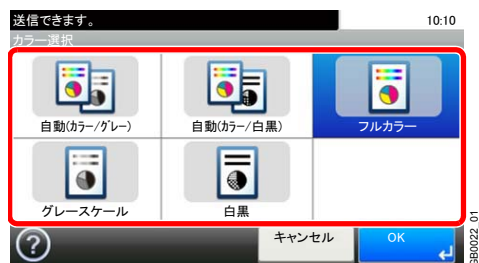 送信できます。 10:10
カラー選択
自動(カラー/グレー) 自動(カラー/白黒) フルカラー
グレースケール 白黒
? キャンセル OK
GB0022_01